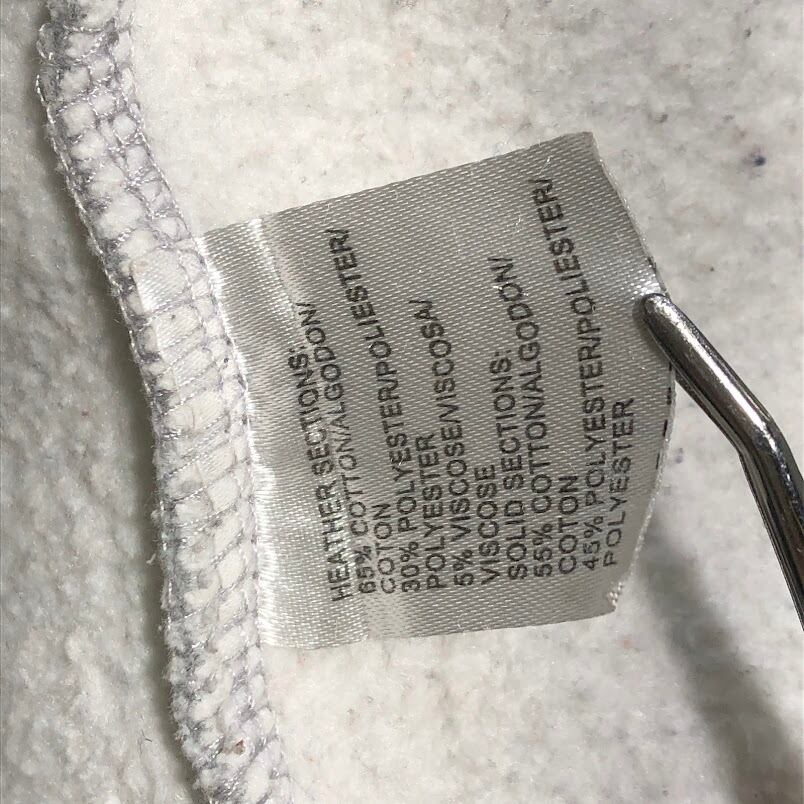 HEATHER SECTIONS:
65% COTTON/ALGODON/
COTON
30% POLYESTER/POLIESTER/
POLYESTER
5% VISCOSE/VISCOSA/
VISCOSE
SOLID SECTIONS:
55% COTTON/ALGODON/
COTON
45% POLYESTER/POLIESTER/
POLYESTER